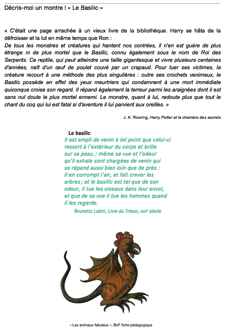 Décris-moi un montre ! « Le Basilic »
« C'était une page arrachée à un vieux livre de la bibliothèque. Harry se hâta de la
défroisser et la lut en même temps que Ron :
De tous les monstres et créatures qui hantent nos contrées, il n'en est guère de plus
étrange ni de plus mortel que le Basilic, connu également sous le nom de Roi des
Serpents. Ce reptile, qui peut atteindre une taille gigantesque et vivre plusieurs centaines
d'années, naît d'un œuf de poulet couvé par un crapaud. Pour tuer ses victimes, la
créature recourt à une méthode des plus singulières : outre ses crochets venimeux, le
Basilic possède en effet des yeux meurtriers qui condamnent à une mort immédiate
quiconque croise son regard. Il répand également la terreur parmi les araignées dont il est
sans nul doute le plus mortel ennemi. Le monstre, quant à lui, redoute plus que tout le
chant du coq qui lui est fatal si d'aventure il lui parvient aux oreilles. »
J. K. Rowling, Harry Potter et la chambre des secrets
Le basilic
Il est empli de venin à tel point que celui-ci
ressort à l'extérieur du corps et brille
sur sa peau ; même sa vue et l'odeur
qu'il exhale sont chargées de venin qui
se répand aussi bien loin que de près :
il en corrompt l'air, et fait crever les
arbres ; et le basilic est tel que de son
odeur, il tue les oiseaux dans leur envol,
et que de sa vue il tue les hommes quand
il les regarde.
Brunetto Latini, Livre du Trésor, XIIIe siècle
« Les animaux fabuleux », BnF fiche pédagogique